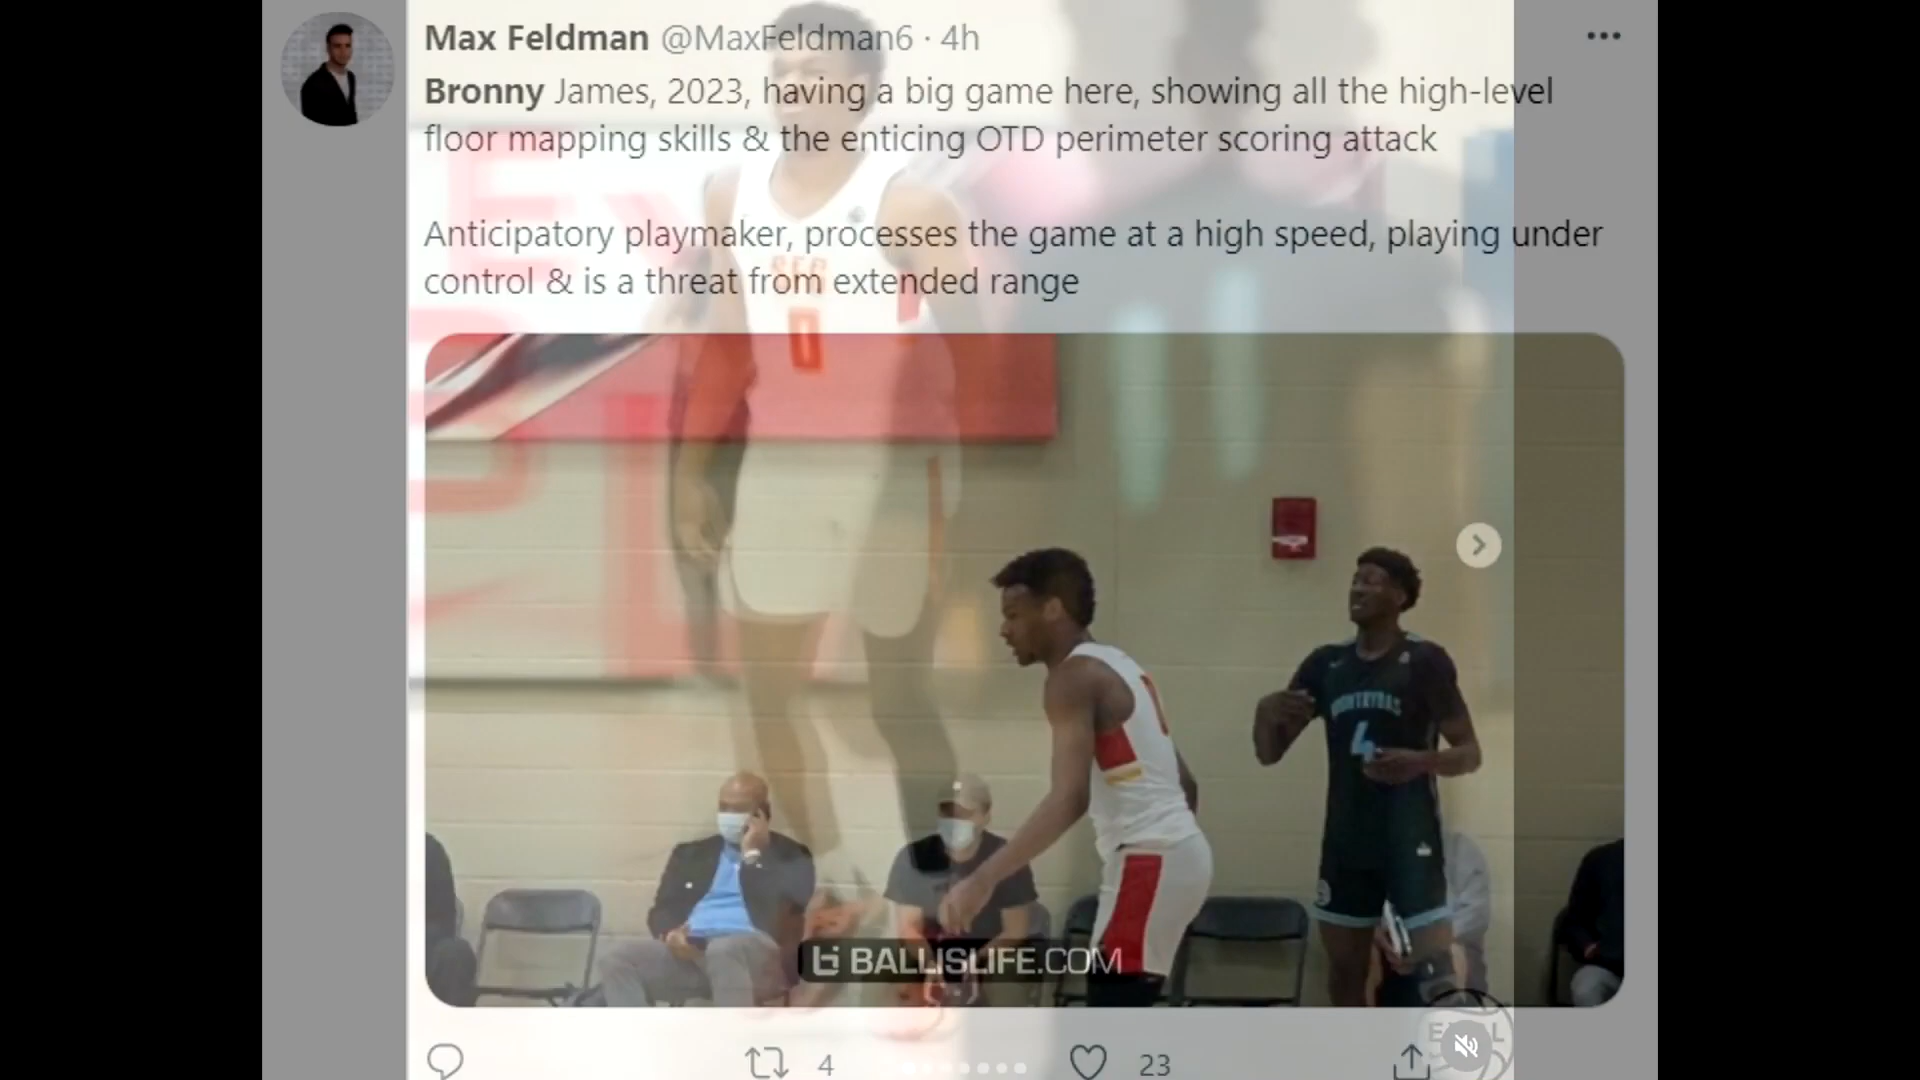 Max Feldman @MaxFeldman6 · 4h
Bronny James, 2023, having a big game here, showing all the high-level
floor mapping skills & the enticing OTD perimeter scoring attack
Anticipatory playmaker, processes the game at a high speed, playing under
control & is a threat from extended range
0
4
BALLISLIFE.COM
4
23